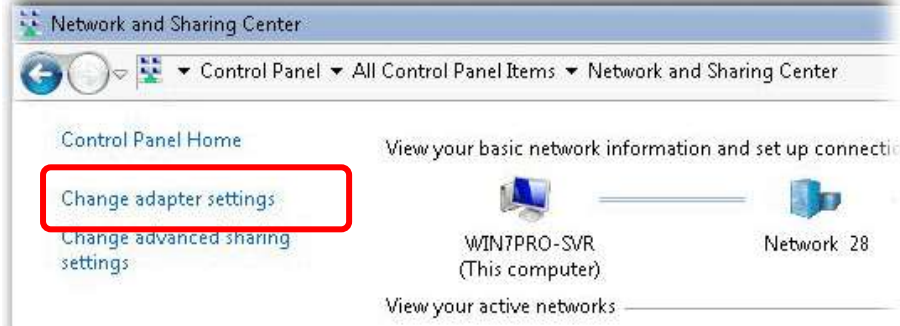 Network and Sharing Center
Control Panel ▾ All Control Panel Items ▾ Network and Sharing Center
Control Panel Home
View your basic network information and set up
Change adapter settings
Change advanced sharing
settings
WIN7PRO-SVR
(This computer)
Network 28
View your active networks